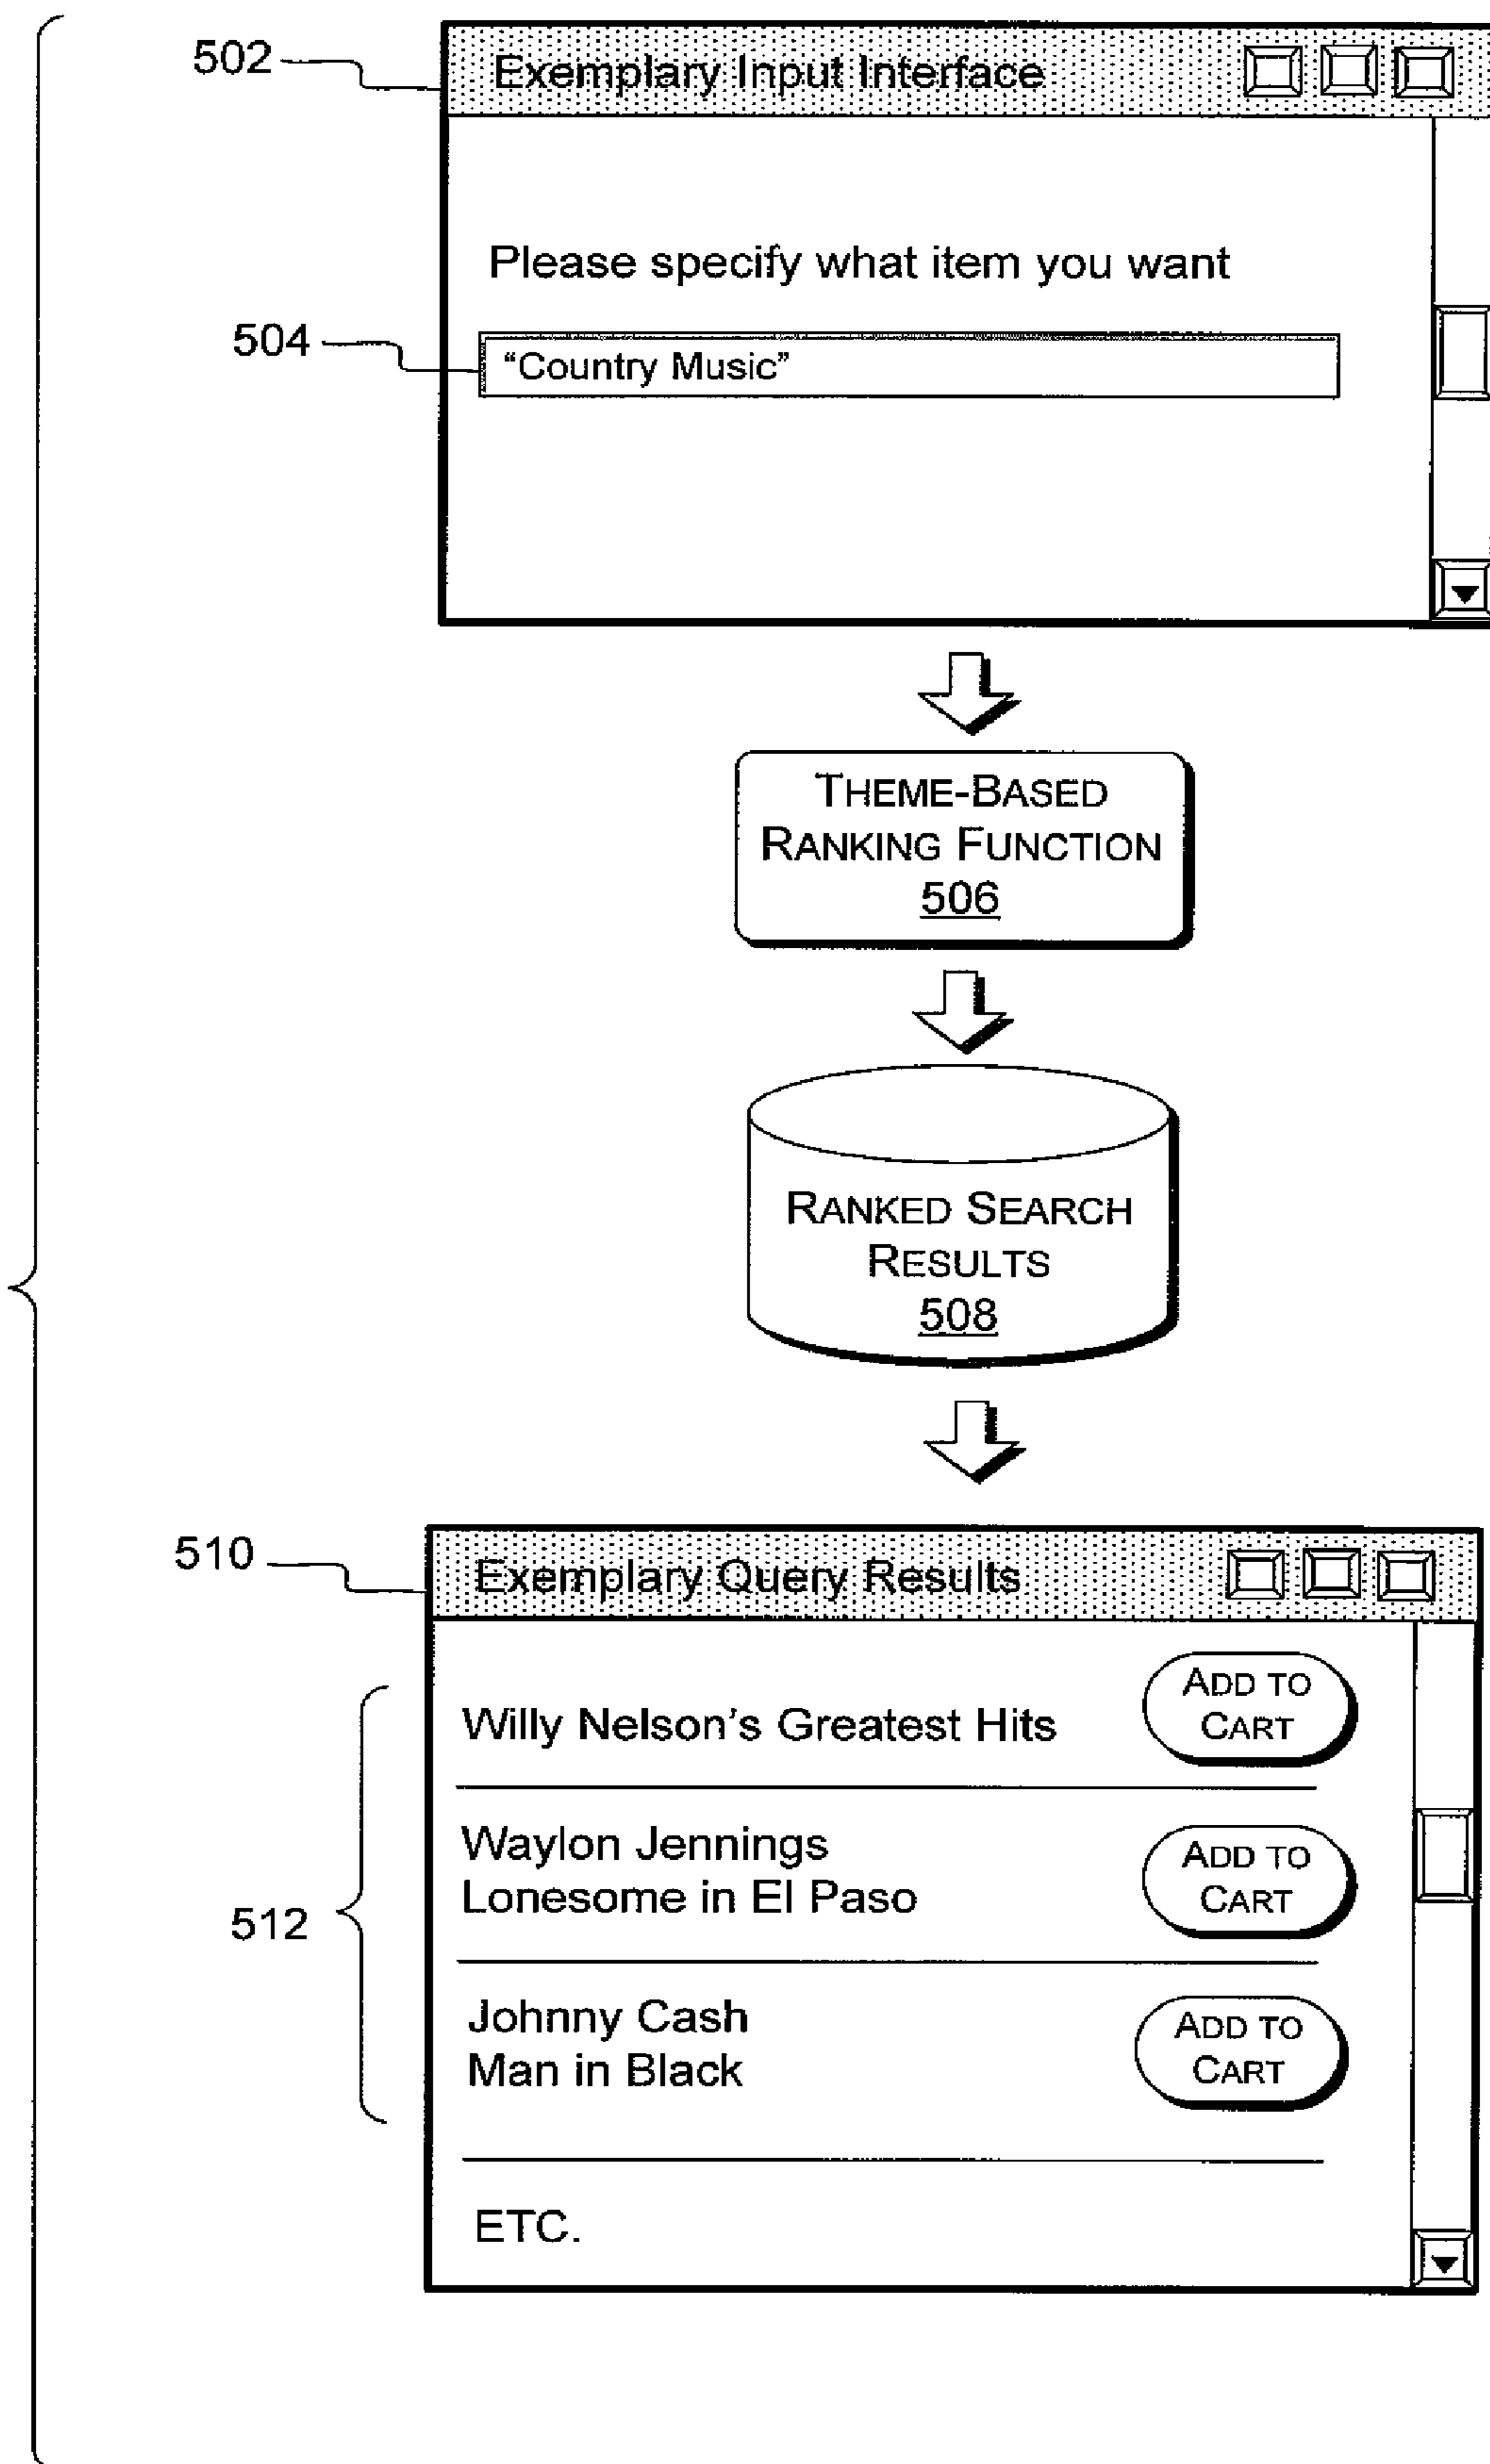 502
Exemplary Input Interface
Please specify what item you want
504
“Country Music”
THEME-BASED
RANKING FUNCTION
506
RANKED SEARCH
RESULTS
508
510
Exemplary Query Results
512
Willy Nelson's Greatest Hits
ADD TO
CART
Waylon Jennings
Lonesome in El Paso
ADD TO
CART
Johnny Cash
Man in Black
ADD TO
CART
ETC.